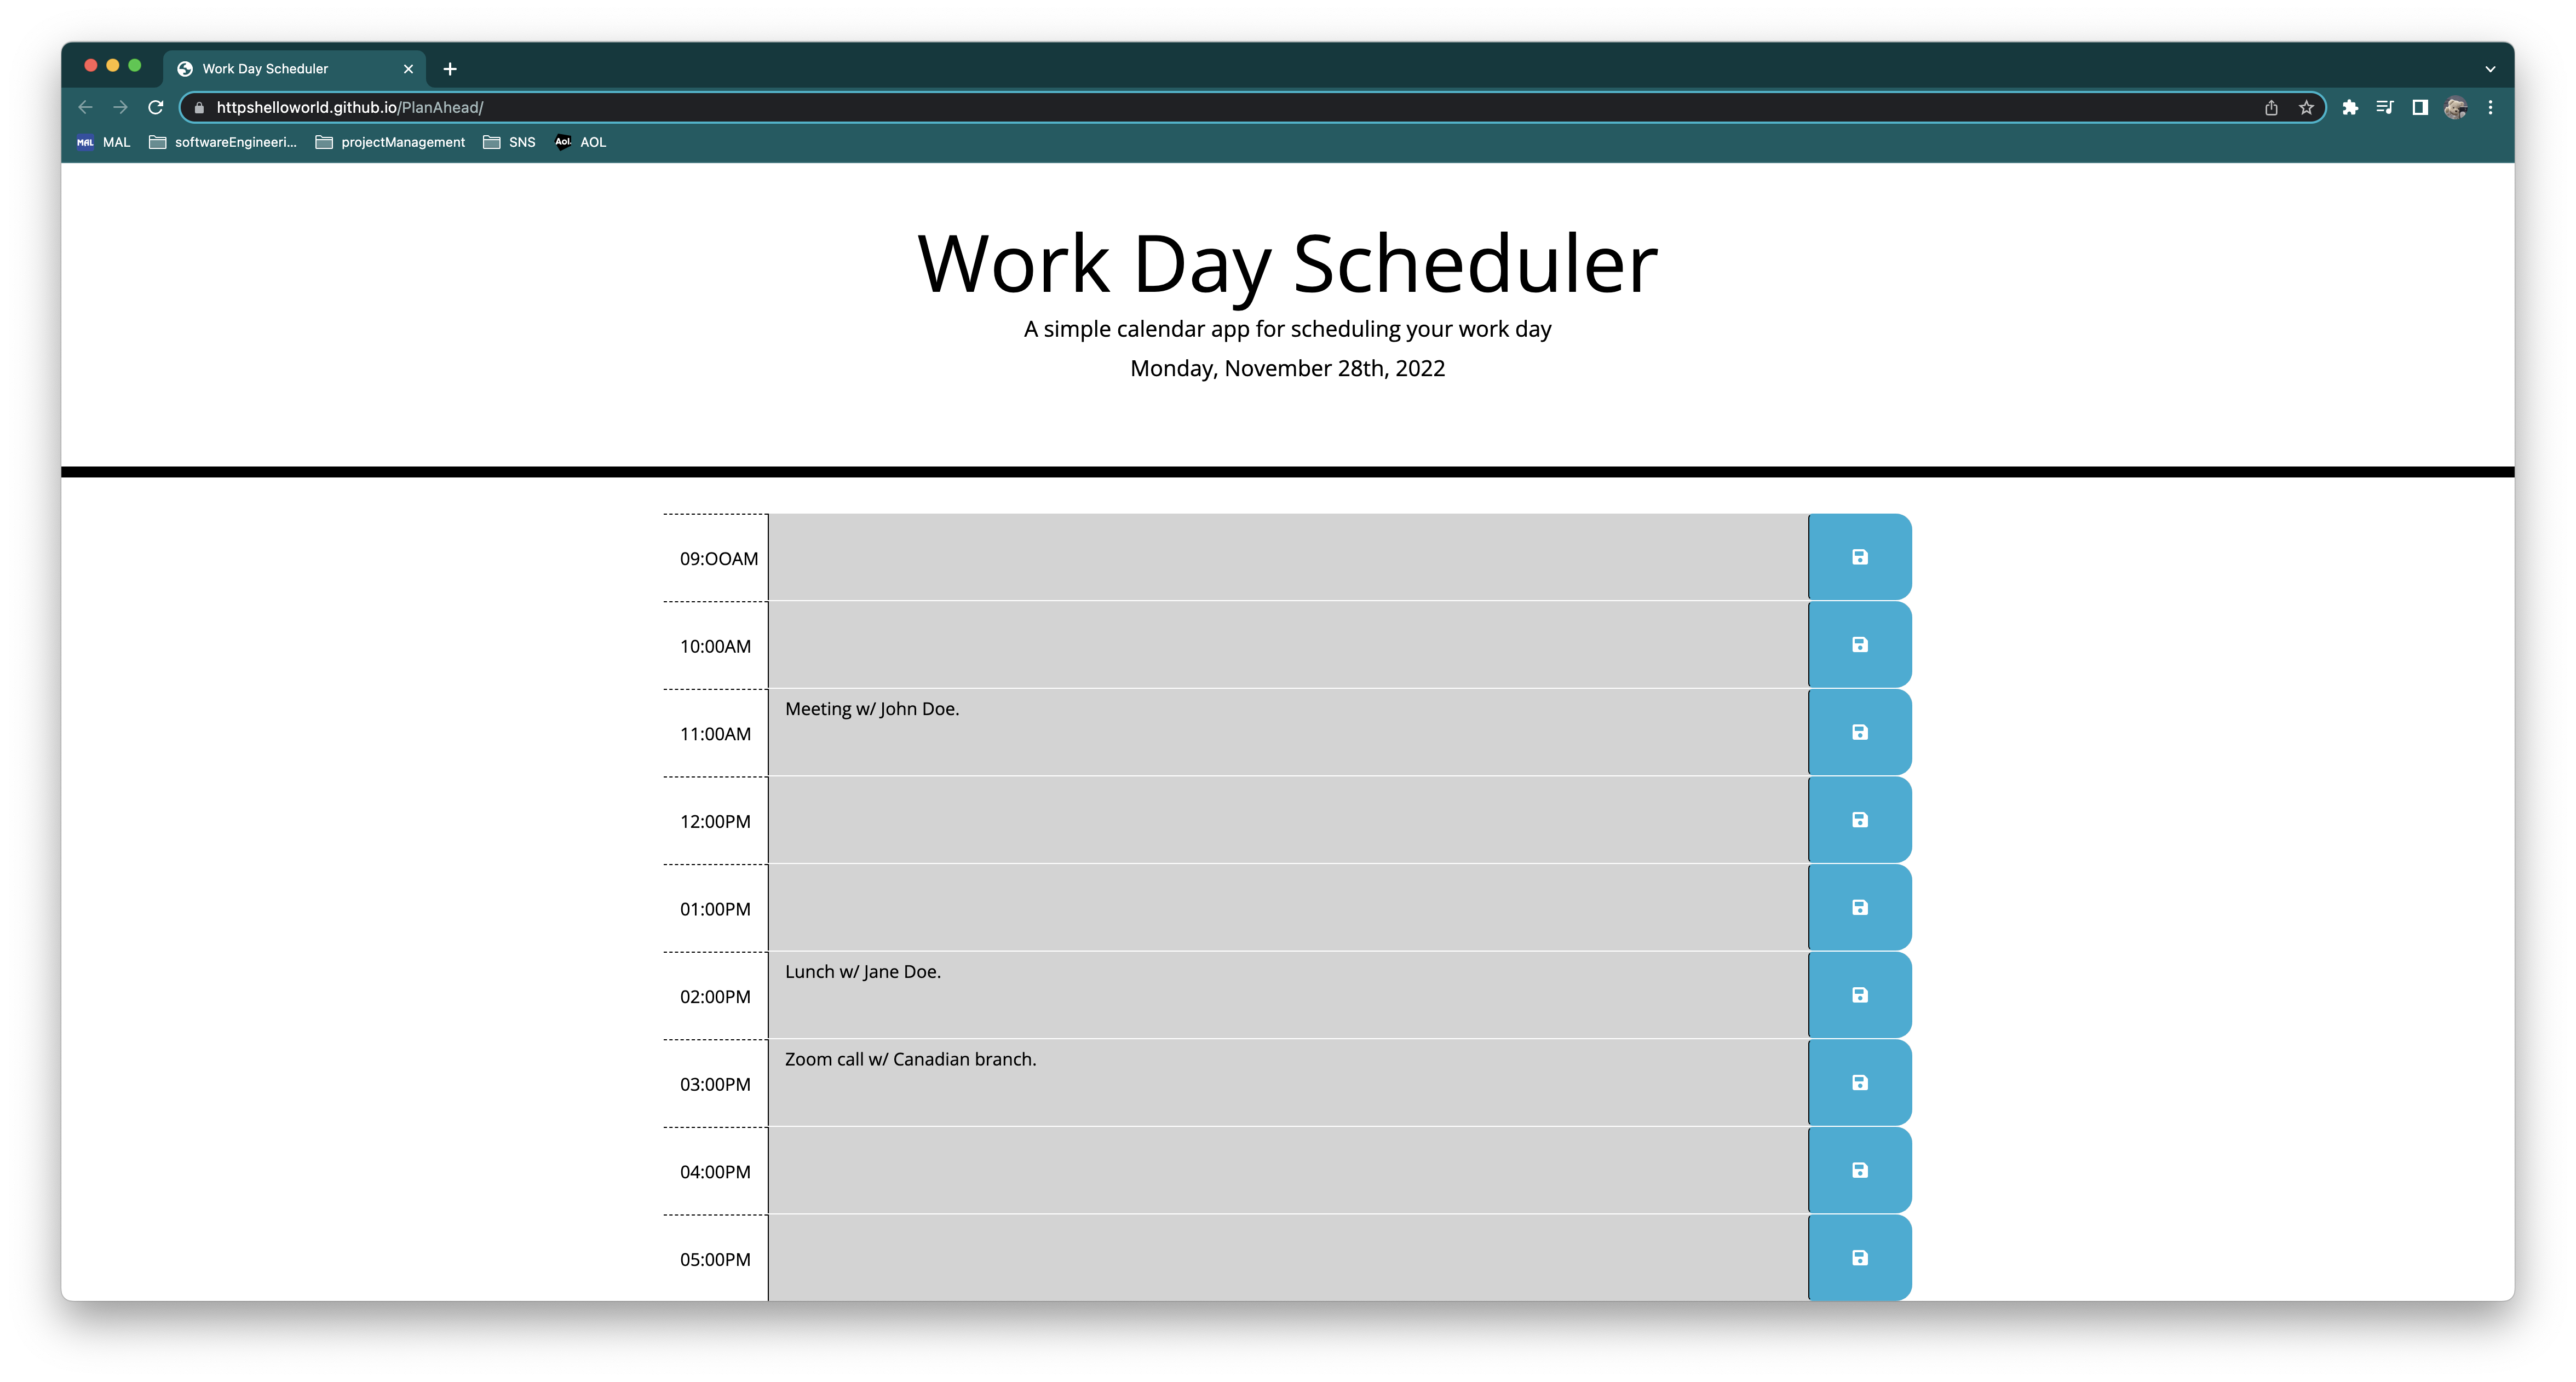 Work Day Scheduler
httpshelloworld.github.io/PlanAhead/
MAL MAL softwareEngineeri... projectManagement SNS Aol. AOL
Work Day Scheduler
A simple calendar app for scheduling your work day
Monday, November 28th, 2022
09:OOAM
10:00AM
11:00AM Meeting w/ John Doe.
12:00PM
01:00PM
02:00PM Lunch w/ Jane Doe.
03:00PM Zoom call w/ Canadian branch.
04:00PM
05:00PM